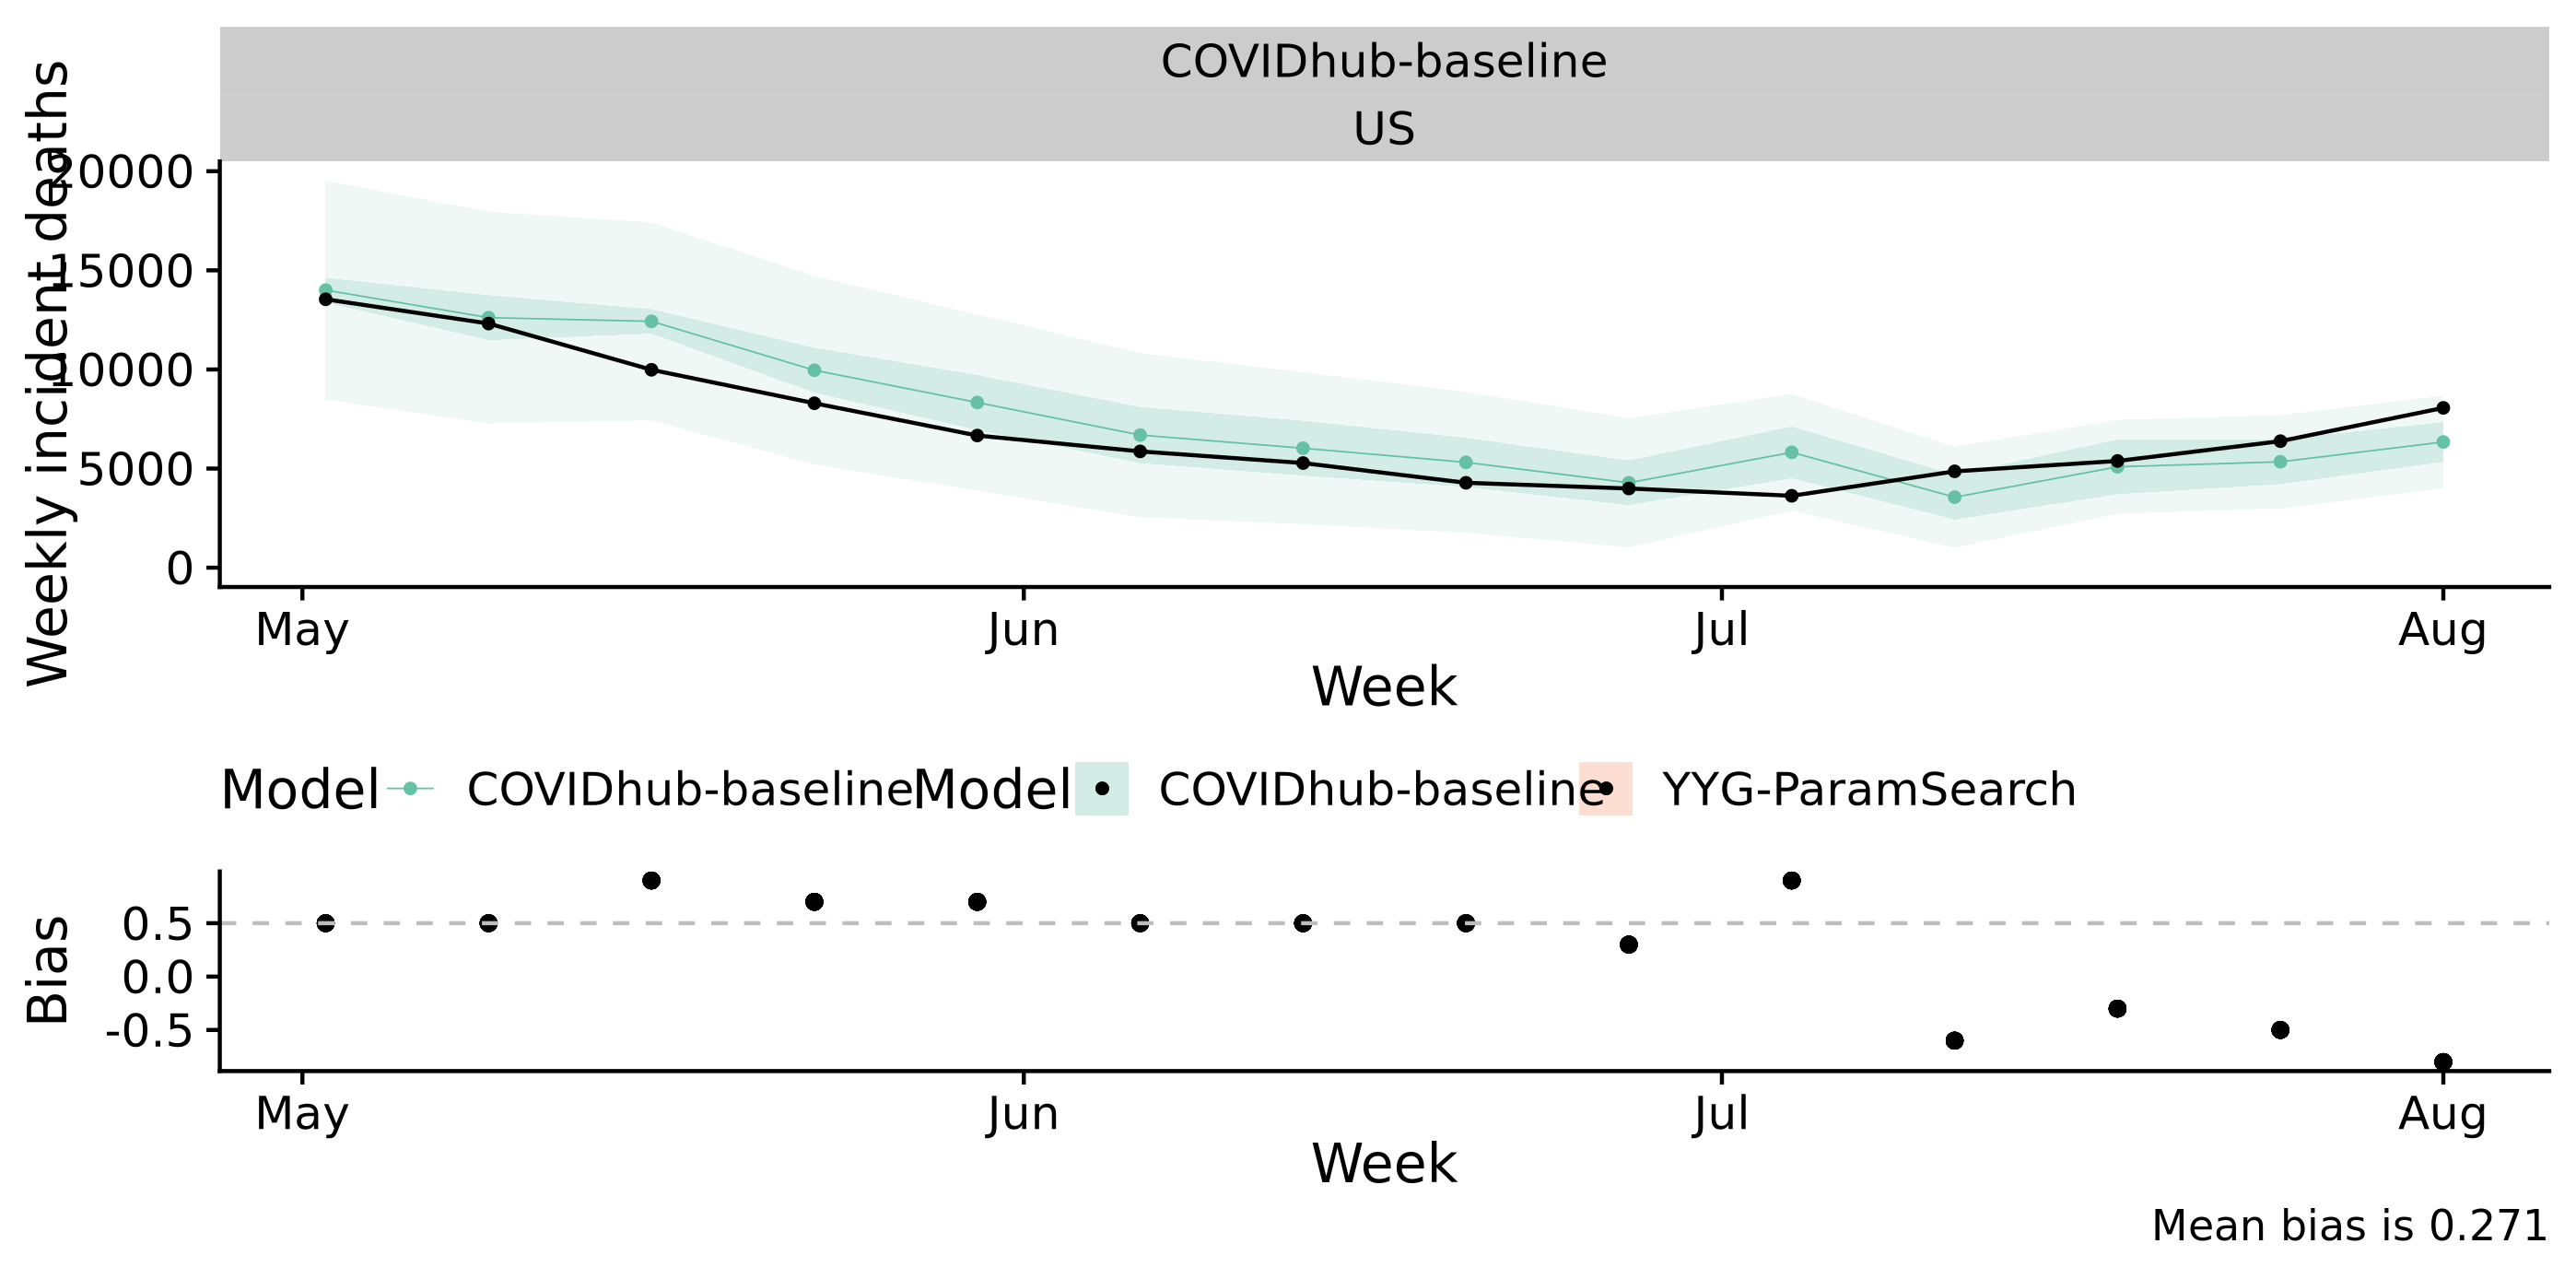 COVIDhub-baseline
US
Weekly incident deaths
20000
15000
10000
5000
0
May Jun Jul Aug
Week
Model COVIDhub-baseline Model COVIDhub-baseline YYG-ParamSearch
Bias
0.5
0.0
-0.5
May Jun Jul Aug
Week
Mean bias is 0.271